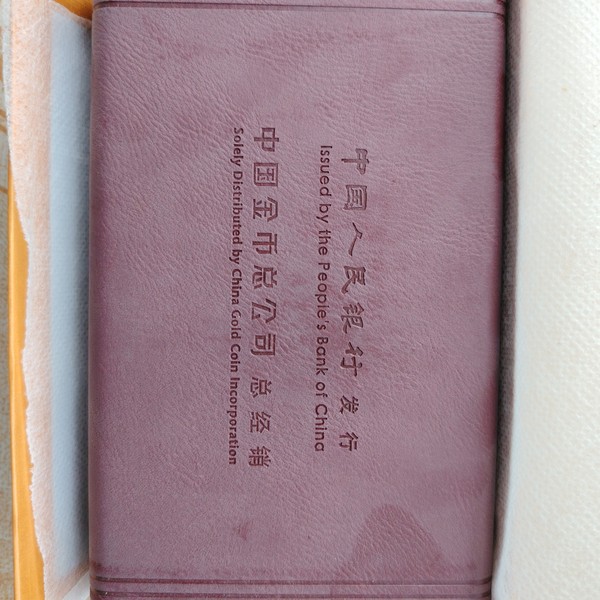 中国人民银行 发行
Issued by the People's Bank of China
中国金币总公司 总经销
Solely Distributed by China Gold Coin Incorporation